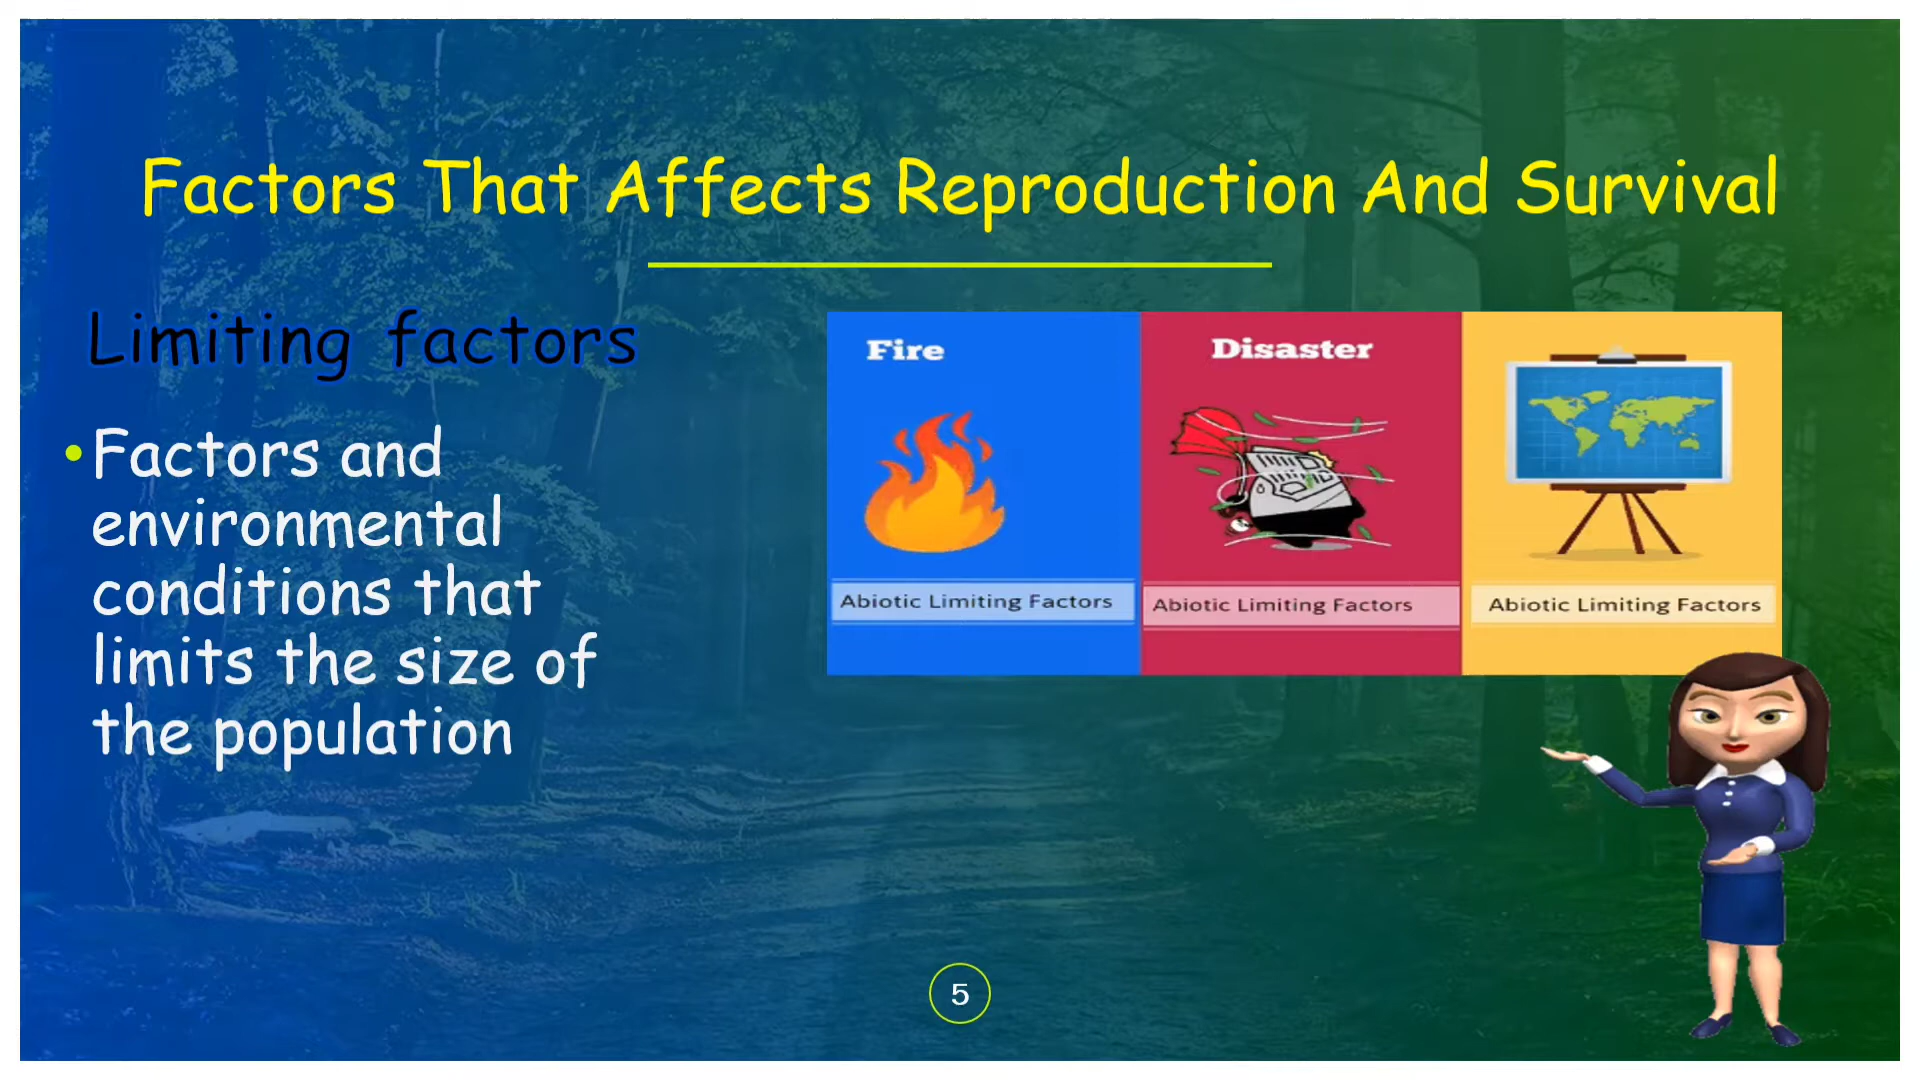 Factors That Affects Reproduction And Survival
Limiting factors
•Factors and
environmental
conditions that
limits the size of
the population
Fire
Disaster
Abiotic Limiting Factors
Abiotic Limiting Factors
Abiotic Limiting Factors
5